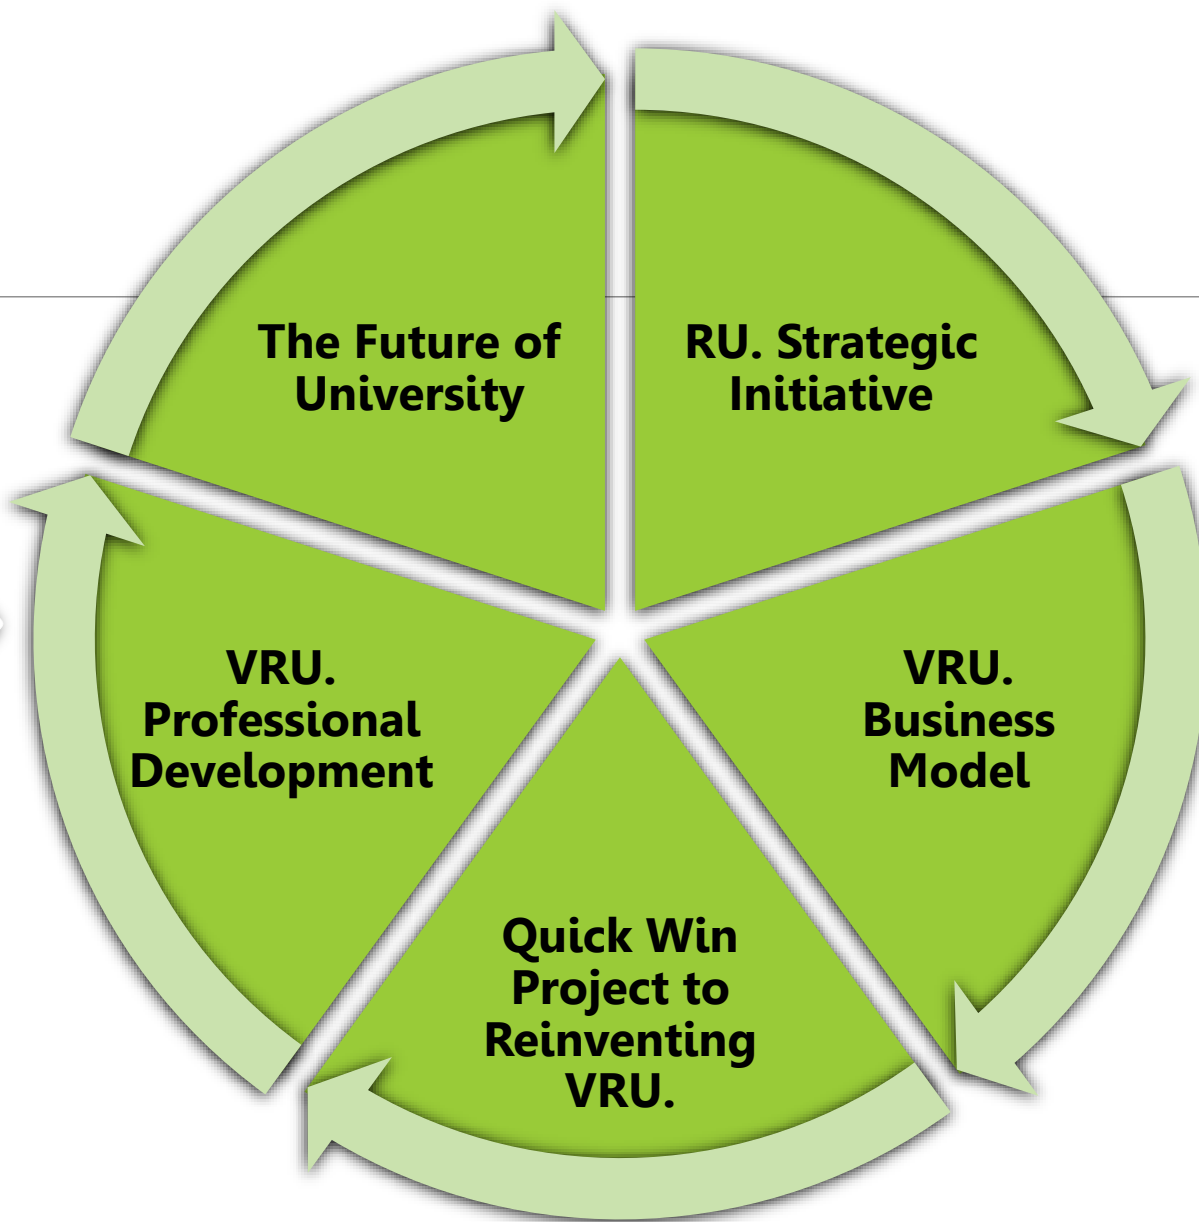 The Future of
University
RU. Strategic
Initiative
VRU.
Professional
Development
VRU.
Business
Model
Quick Win
Project to
Reinventing
VRU.